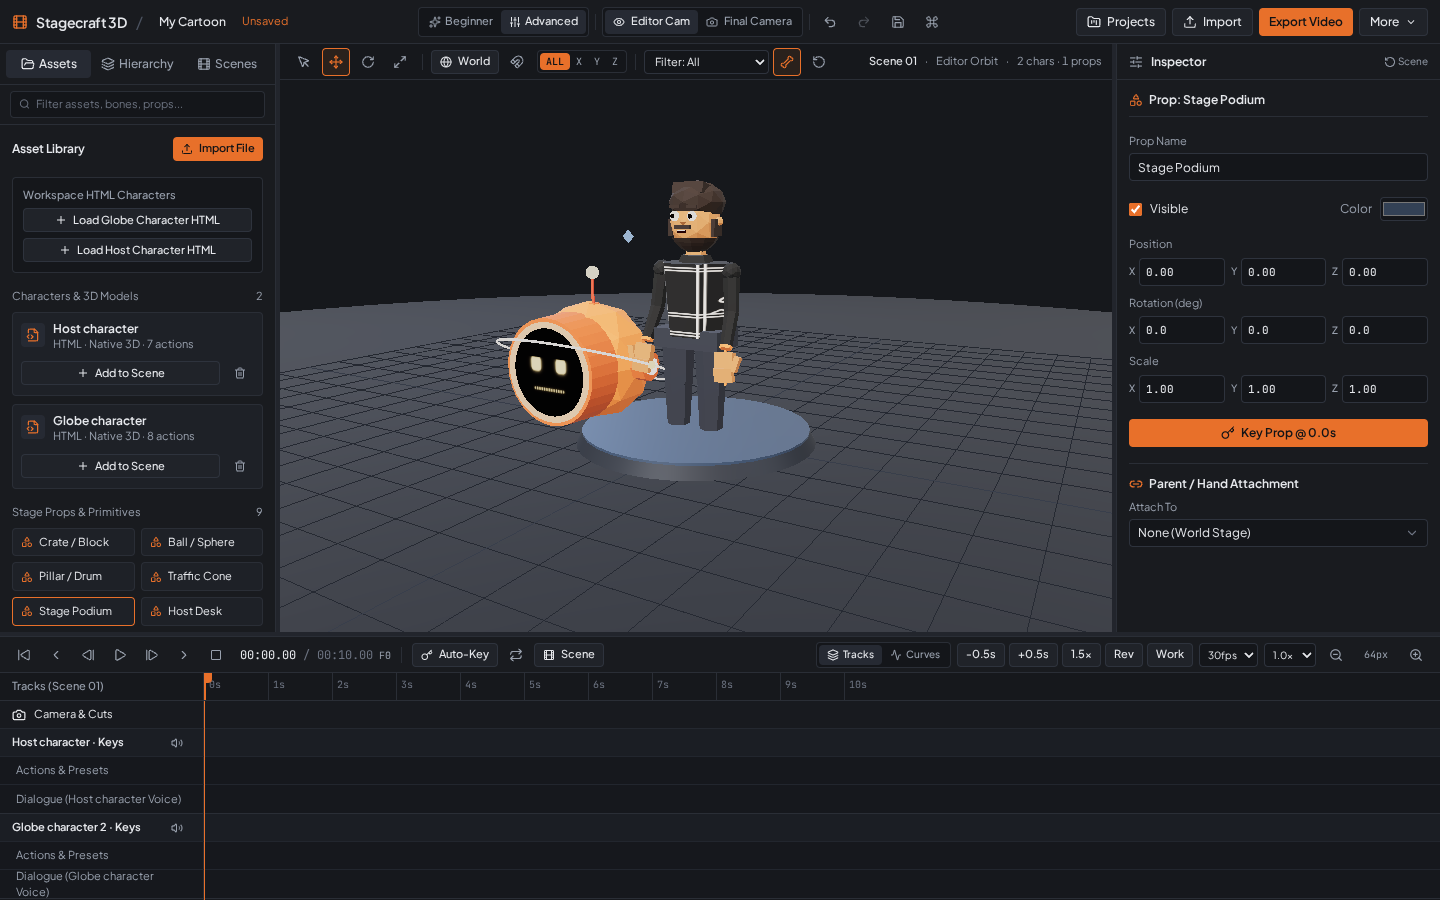 Stagecraft 3D / My Cartoon Unsaved Beginner Advanced Editor Cam Final Camera Projects Import Export Video More
Assets Hierarchy Scenes World ALL X Y Z Filter: All Scene 01 · Editor Orbit · 2 chars · 1 props Inspector Scene
Filter assets, bones, props...
Asset Library Import File
Workspace HTML Characters
+ Load Globe Character HTML
+ Load Host Character HTML
Characters & 3D Models 2
Host character
HTML · Native 3D · 7 actions
+ Add to Scene
Globe character
HTML · Native 3D · 8 actions
+ Add to Scene
Stage Props & Primitives 9
Crate / Block Ball / Sphere
Pillar / Drum Traffic Cone
Stage Podium Host Desk
Prop: Stage Podium
Prop Name
Stage Podium
Visible Color
Position
X 0.00 Y 0.00 Z 0.00
Rotation (deg)
X 0.0 Y 0.0 Z 0.0
Scale
X 1.00 Y 1.00 Z 1.00
Key Prop @ 0.0s
Parent / Hand Attachment
Attach To
None (World Stage)
00:00.00 / 00:10.00 F0 Auto-Key Scene Tracks Curves -0.5s +0.5s 1.5× Rev Work 30fps 1.0× 64px
Tracks (Scene 01) 0s 1s 2s 3s 4s 5s 6s 7s 8s 9s 10s
Camera & Cuts
Host character · Keys
Actions & Presets
Dialogue (Host character Voice)
Globe character 2 · Keys
Actions & Presets
Dialogue (Globe character
Voice)